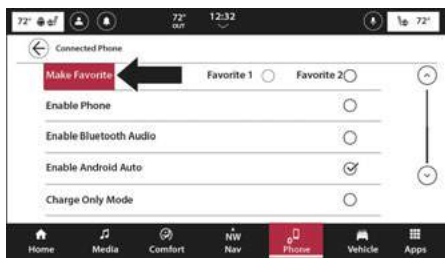 72° 72° OUT 12:32 72°
Connected Phone
Make Favorite Favorite 1 Favorite 2
Enable Phone
Enable Bluetooth Audio
Enable Android Auto
Charge Only Mode
NW
Home Media Comfort Nav Phone Vehicle Apps